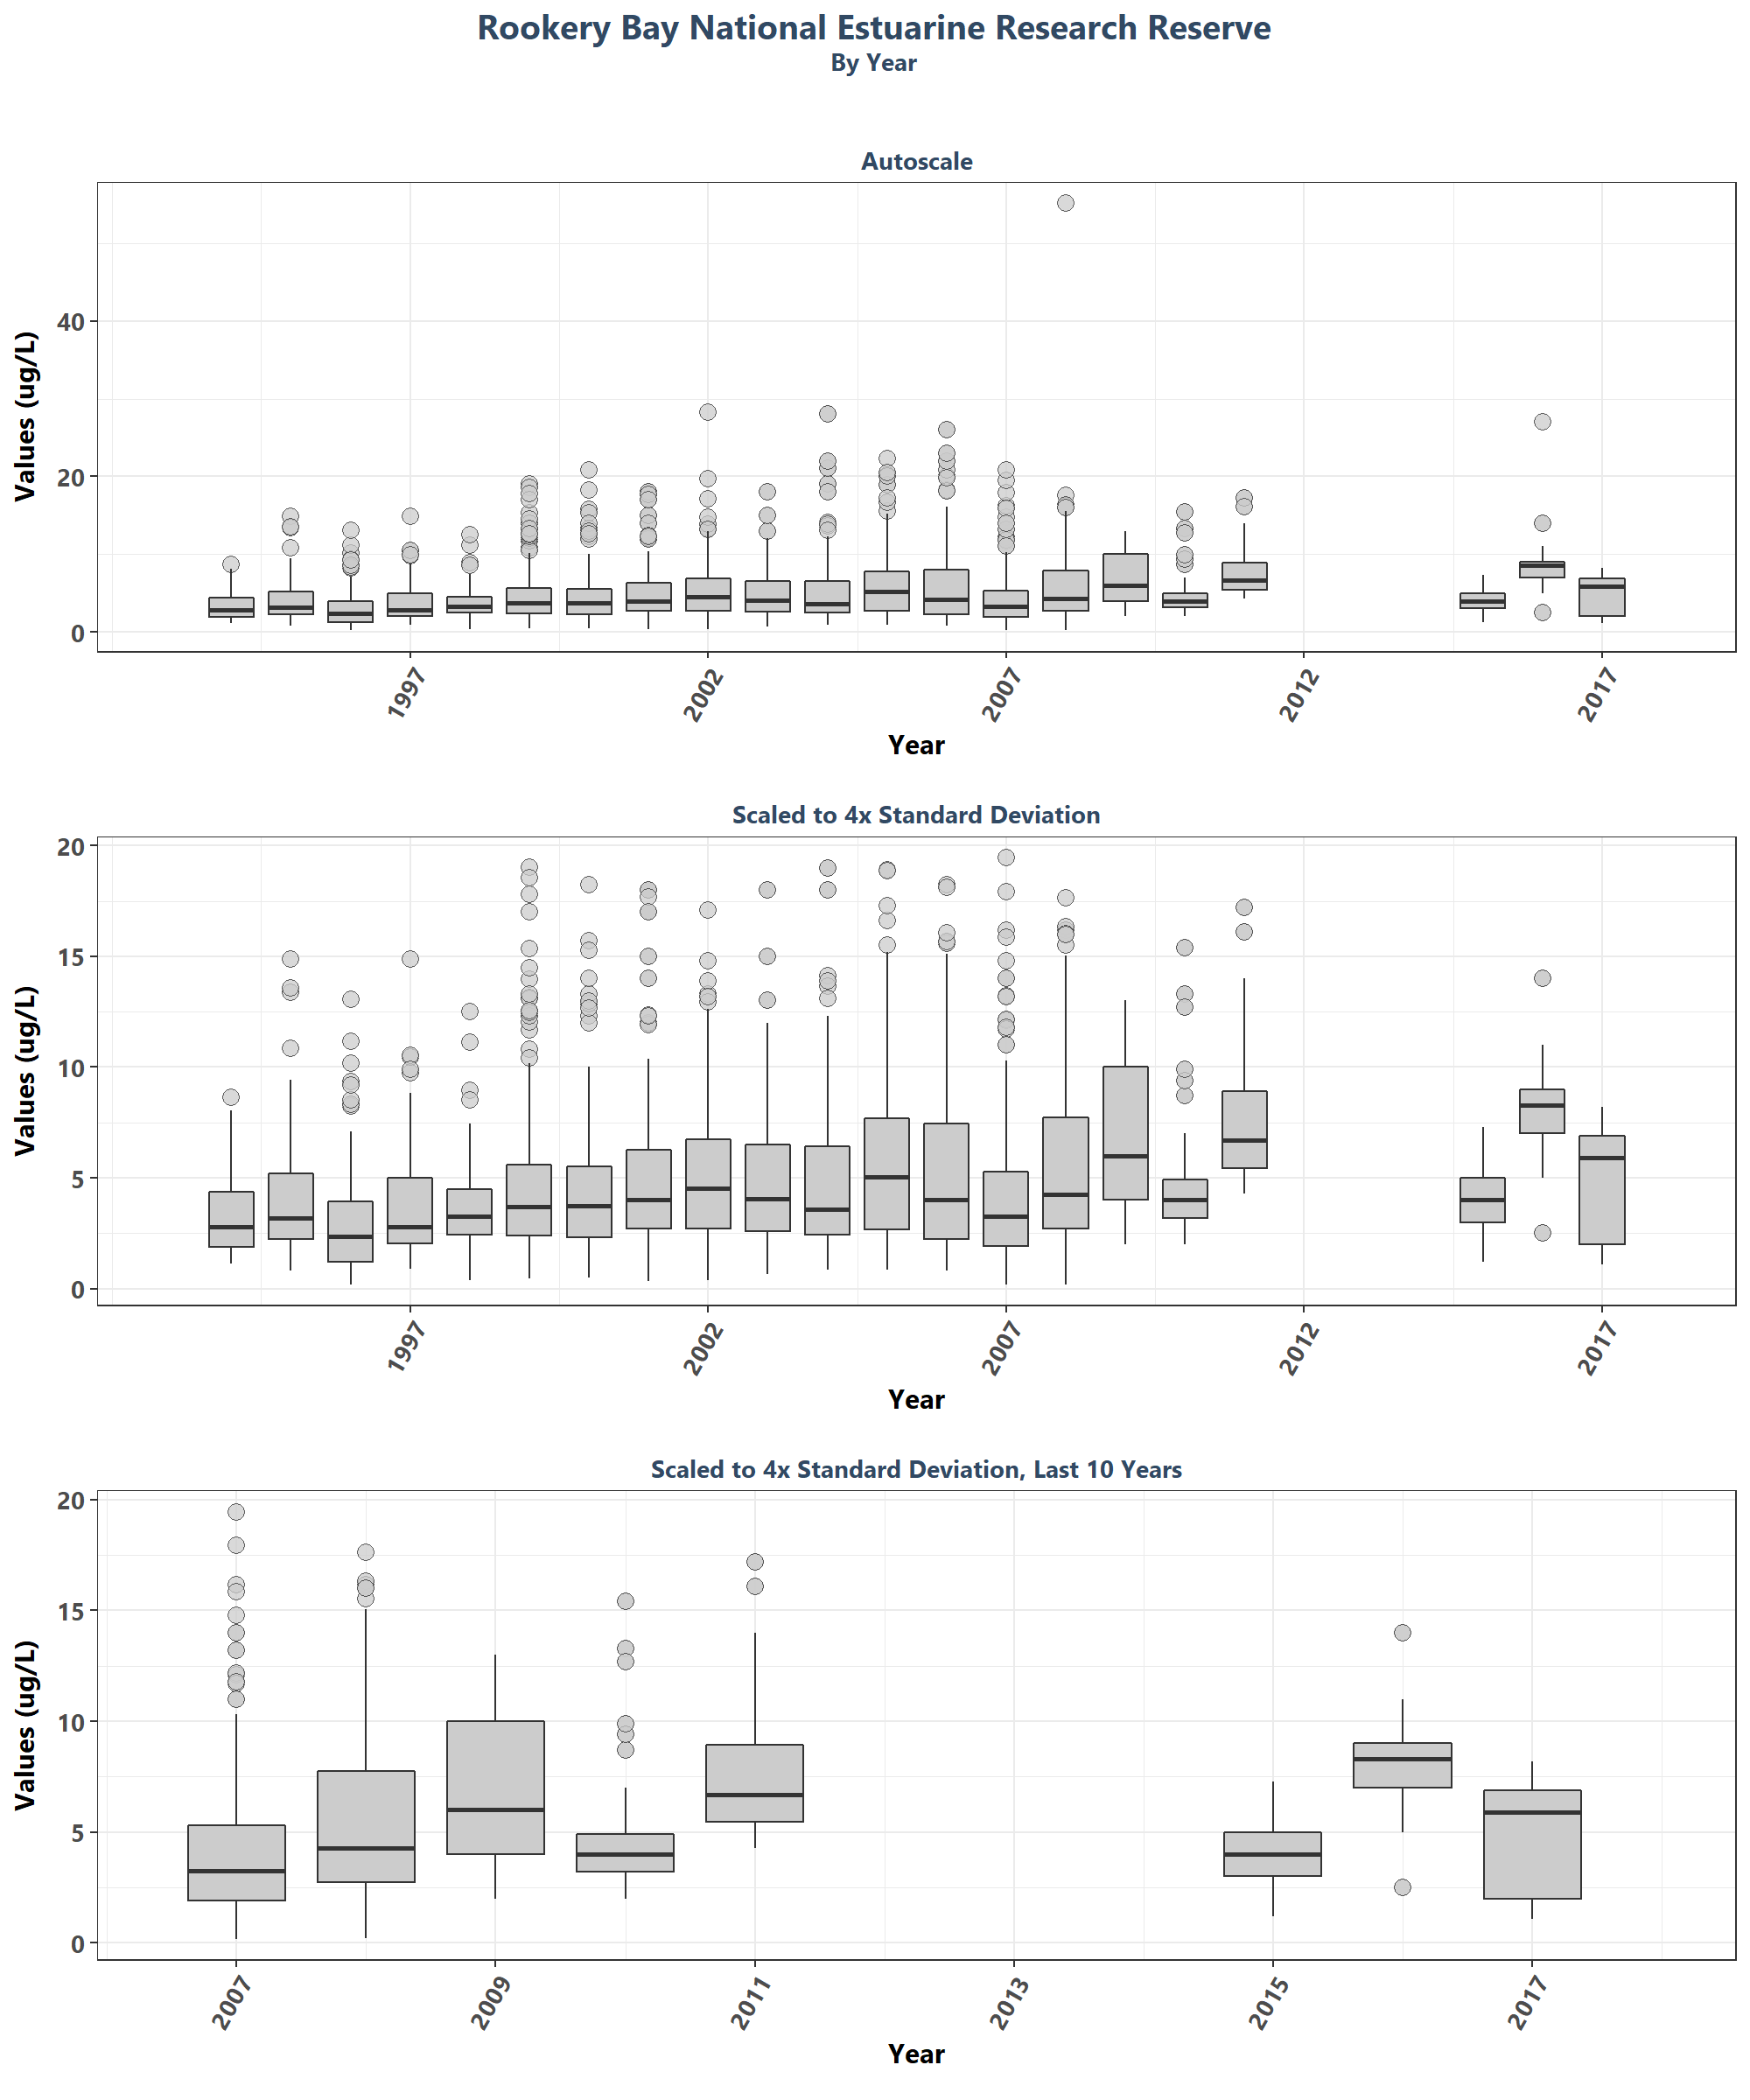 Rookery Bay National Estuarine Research Reserve
By Year
Autoscale
Values (ug/L)
40
20
0
1997
2002
2007
2012
2017
Year
Scaled to 4x Standard Deviation
Values (ug/L)
20
15
10
5
0
1997
2002
2007
2012
2017
Year
Scaled to 4x Standard Deviation, Last 10 Years
Values (ug/L)
20
15
10
5
0
2007
2009
2011
2013
2015
2017
Year